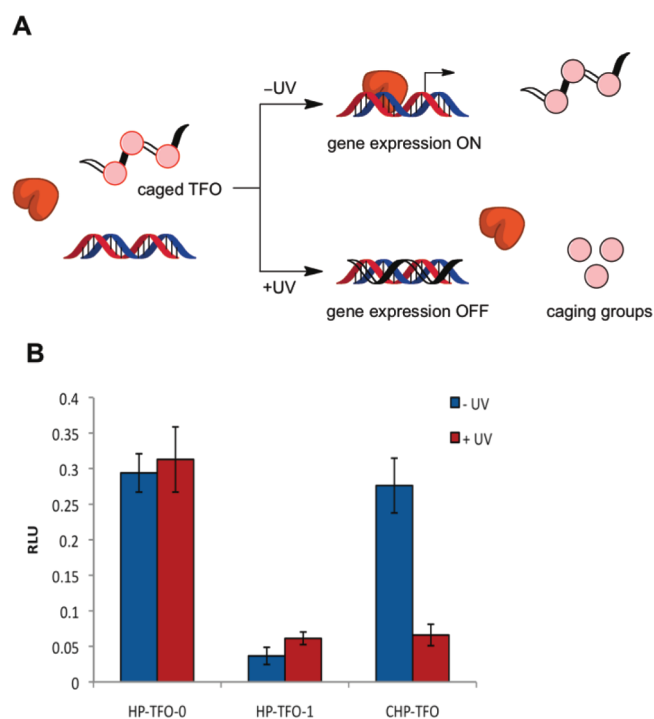 A
–UV
gene expression ON
caged TFO
+UV
gene expression OFF
caging groups
B
0.4
0.35
0.3
0.25
0.2
0.15
0.1
0.05
0
RLU
- UV
+ UV
HP-TFO-0
HP-TFO-1
CHP-TFO